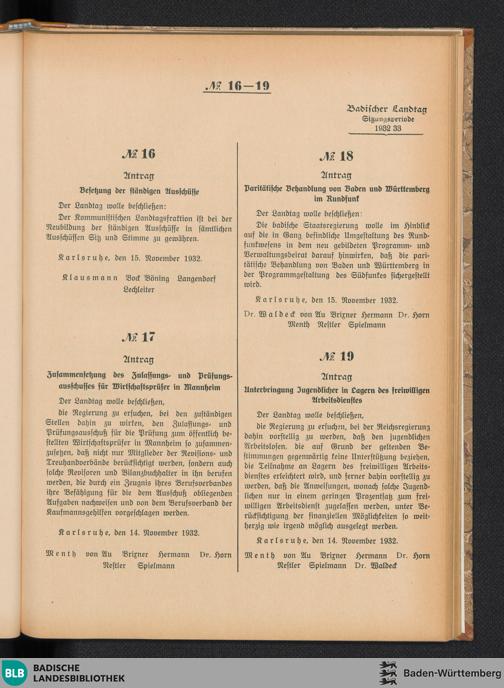 № 16—19
Badischer Landtag
Sitzungsperiode
1932 33
№ 16
Antrag
Besetzung der ständigen Ausschüsse
Der Landtag wolle beschließen:
Der Kommunistischen Landtagsfraktion ist bei der
Neubildung der ständigen Ausschüsse in sämtlichen
Ausschüssen Sitz und Stimme zu gewähren.
Karlsruhe, den 15. November 1932.
Klausmann Bock Böning Langendorf
Lechleiter
№ 17
Antrag
Zusammensetzung des Zulassungs- und Prüfungs-
ausschusses für Wirtschaftsprüfer in Mannheim
Der Landtag wolle beschließen,
die Regierung zu ersuchen, bei den zuständigen
Stellen dahin zu wirken, den Zulassungs- und
Prüfungsausschuß für die Prüfung zum öffentlich be-
stellten Wirtschaftsprüfer in Mannheim so zusammen-
zusetzen, daß nicht nur Mitglieder der Revisions- und
Treuhandverbände berücksichtigt werden, sondern auch
solche Revisoren und Bilanzbuchhalter in ihn berufen
werden, die durch ein Zeugnis ihres Berufsverbandes
ihre Befähigung für die dem Ausschuß obliegenden
Aufgaben nachweisen und von dem Berufsverband der
Kaufmannsgehilfen vorgeschlagen werden.
Karlsruhe, den 14. November 1932.
Menth von Au Brixner Hermann Dr. Horn
Nestler Spielmann
№ 18
Antrag
Paritätische Behandlung von Baden und Württemberg
im Rundfunk
Der Landtag wolle beschließen:
Die badische Staatsregierung wolle im Hinblick
auf die in Gang befindliche Umgestaltung des Rund-
funkwesens in dem neu gebildeten Programm- und
Verwaltungsbeirat darauf hinwirken, daß die pari-
tätische Behandlung von Baden und Württemberg in
der Programmgestaltung des Südfunkes sichergestellt
wird.
Karlsruhe, den 15. November 1932.
Dr. Waldeck von Au Brixner Hermann Dr. Horn
Menth Nestler Spielmann
№ 19
Antrag
Unterbringung Jugendlicher in Lagern des freiwilligen
Arbeitsdienstes
Der Landtag wolle beschließen,
die Regierung zu ersuchen, bei der Reichsregierung
dahin vorstellig zu werden, daß den jugendlichen
Arbeitslosen, die auf Grund der geltenden Be-
stimmungen gegenwärtig keine Unterstützung beziehen,
die Teilnahme an Lagern des freiwilligen Arbeits-
dienstes erleichtert wird, und ferner dahin vorstellig zu
werden, daß die Anweisungen, wonach solche Jugend-
lichen nur in einem geringen Prozentsatz zum frei-
willigen Arbeitsdienst zugelassen werden, unter Be-
rücksichtigung der finanziellen Möglichkeiten so weit-
herzig wie irgend möglich ausgelegt werden.
Karlsruhe, den 14. November 1932.
Menth von Au Brixner Hermann Dr. Horn
Nestler Spielmann Dr. Waldeck
BLB BADISCHE
LANDESBIBLIOTHEK
Baden-Württemberg